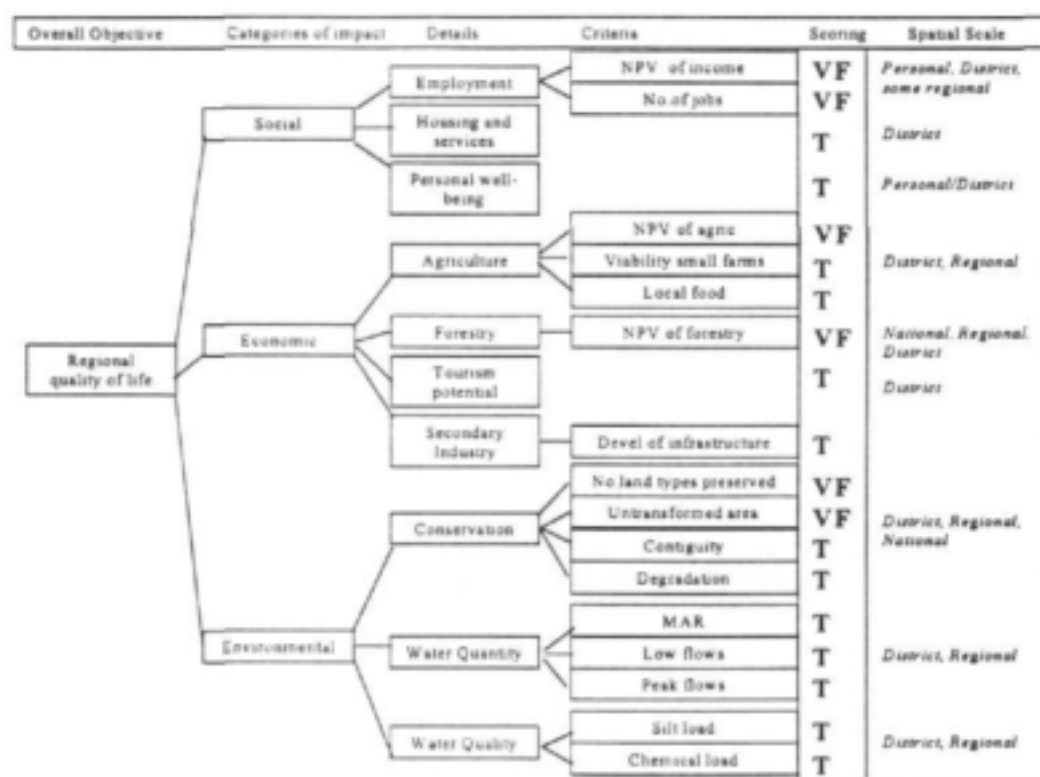 Overall Objective Categories of impact Details Criteria Scoring Spatial Scale
Employment NPV of income VF Personal, District,
some regional
No.of jobs VF
Social Housing and
services T District
Personal well-
being T Personal/District
NPV of agric VF
Agriculture Viability small farms T District, Regional
Local food T
Economic Forestry NPV of forestry VF National, Regional,
District
Regional
quality of life
Tourism
potential T District
Secondary
Industry Devel of infrastructure T
No.land types preserved VF
Conservation Untransformed area VF District, Regional,
National
Contiguity T
Degradation T
MAR T
Environmental Water Quantity Low flows T District, Regional
Peak flows T
Silt load T
Water Quality District, Regional
Chemical load T